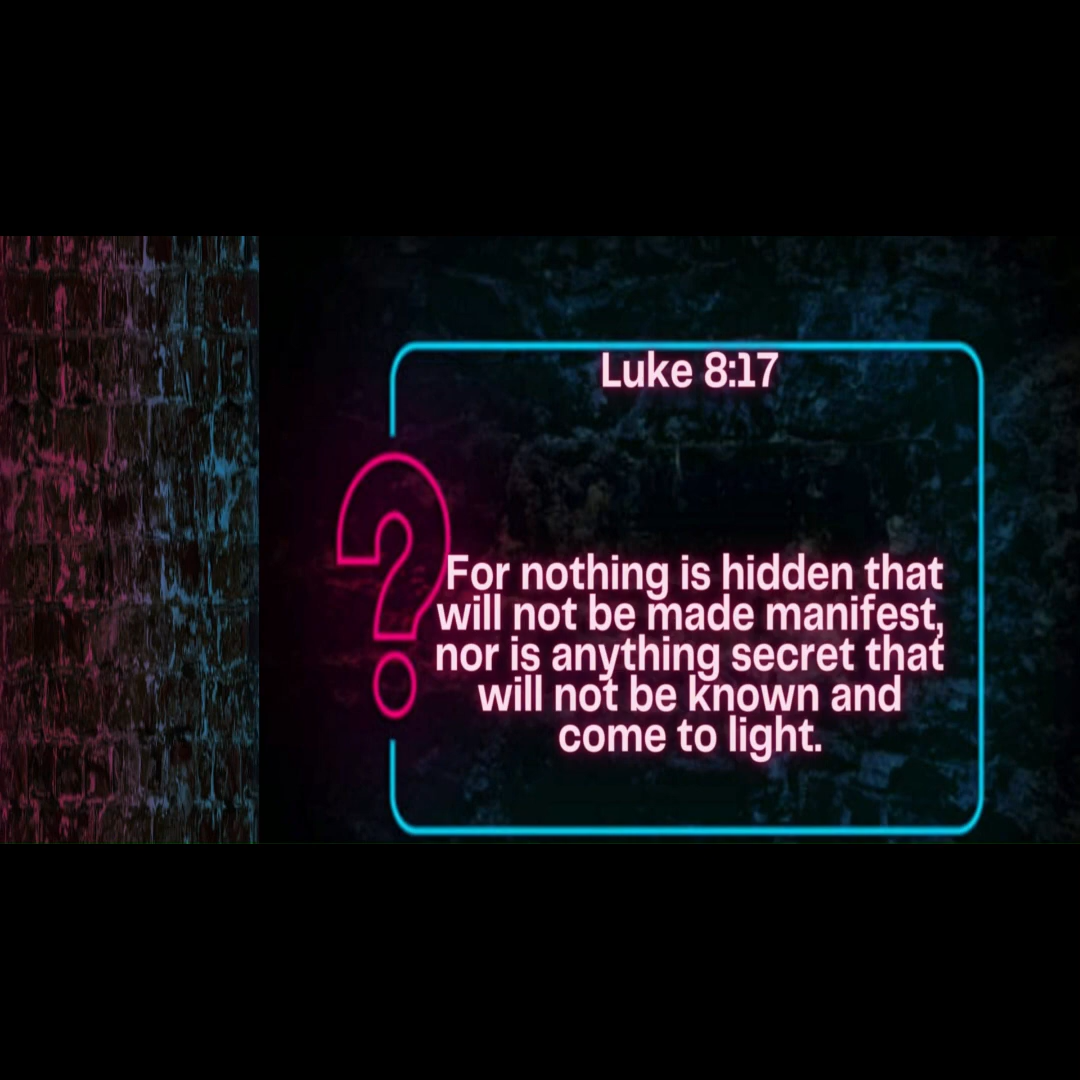 Luke 8:17
For nothing is hidden that
will not be made manifest,
nor is anything secret that
will not be known and
come to light.